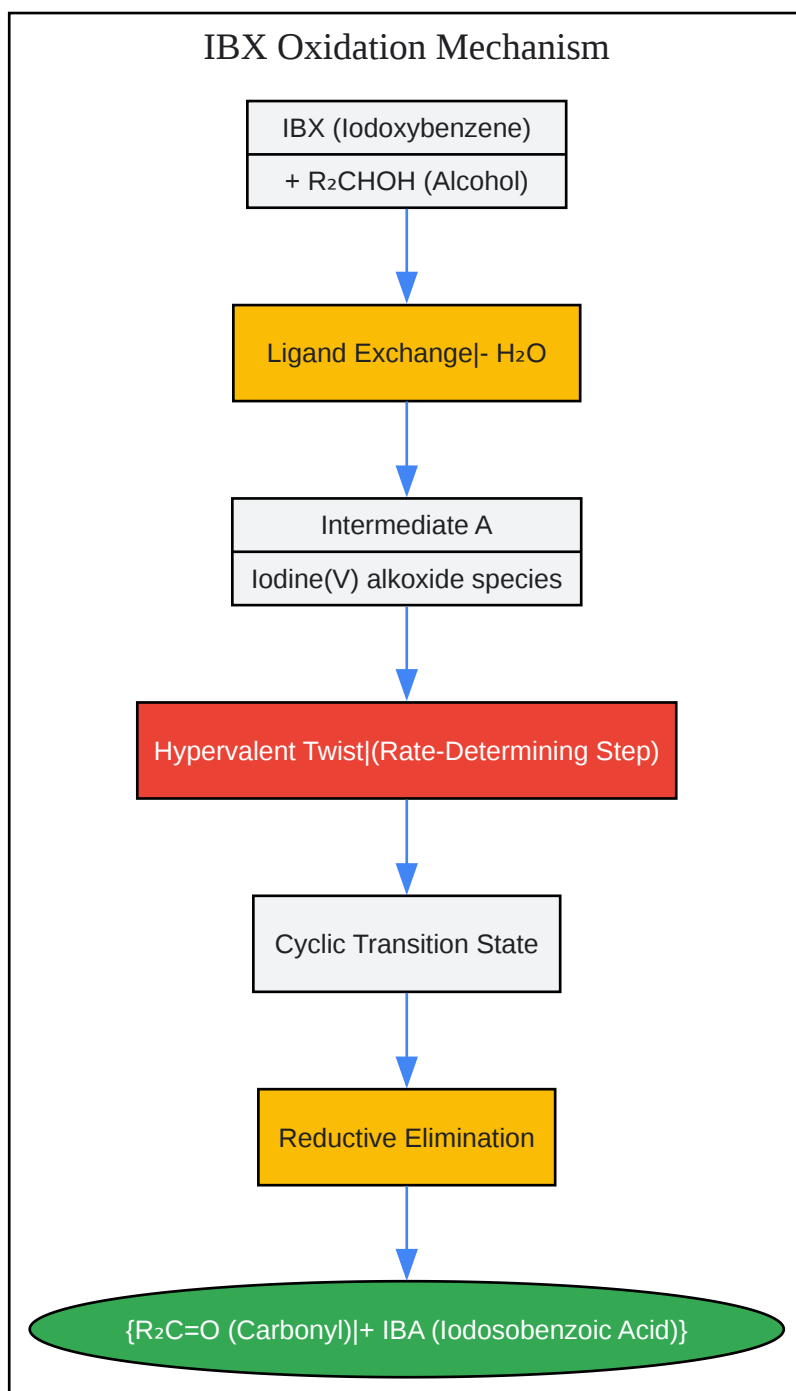 IBX Oxidation Mechanism
IBX (Iodoxybenzene)
+ R₂CHOH (Alcohol)
Ligand Exchange|- H₂O
Intermediate A
Iodine(V) alkoxide species
Hypervalent Twist|(Rate-Determining Step)
Cyclic Transition State
Reductive Elimination
{R₂C=O (Carbonyl)|+ IBA (Iodosobenzoic Acid)}